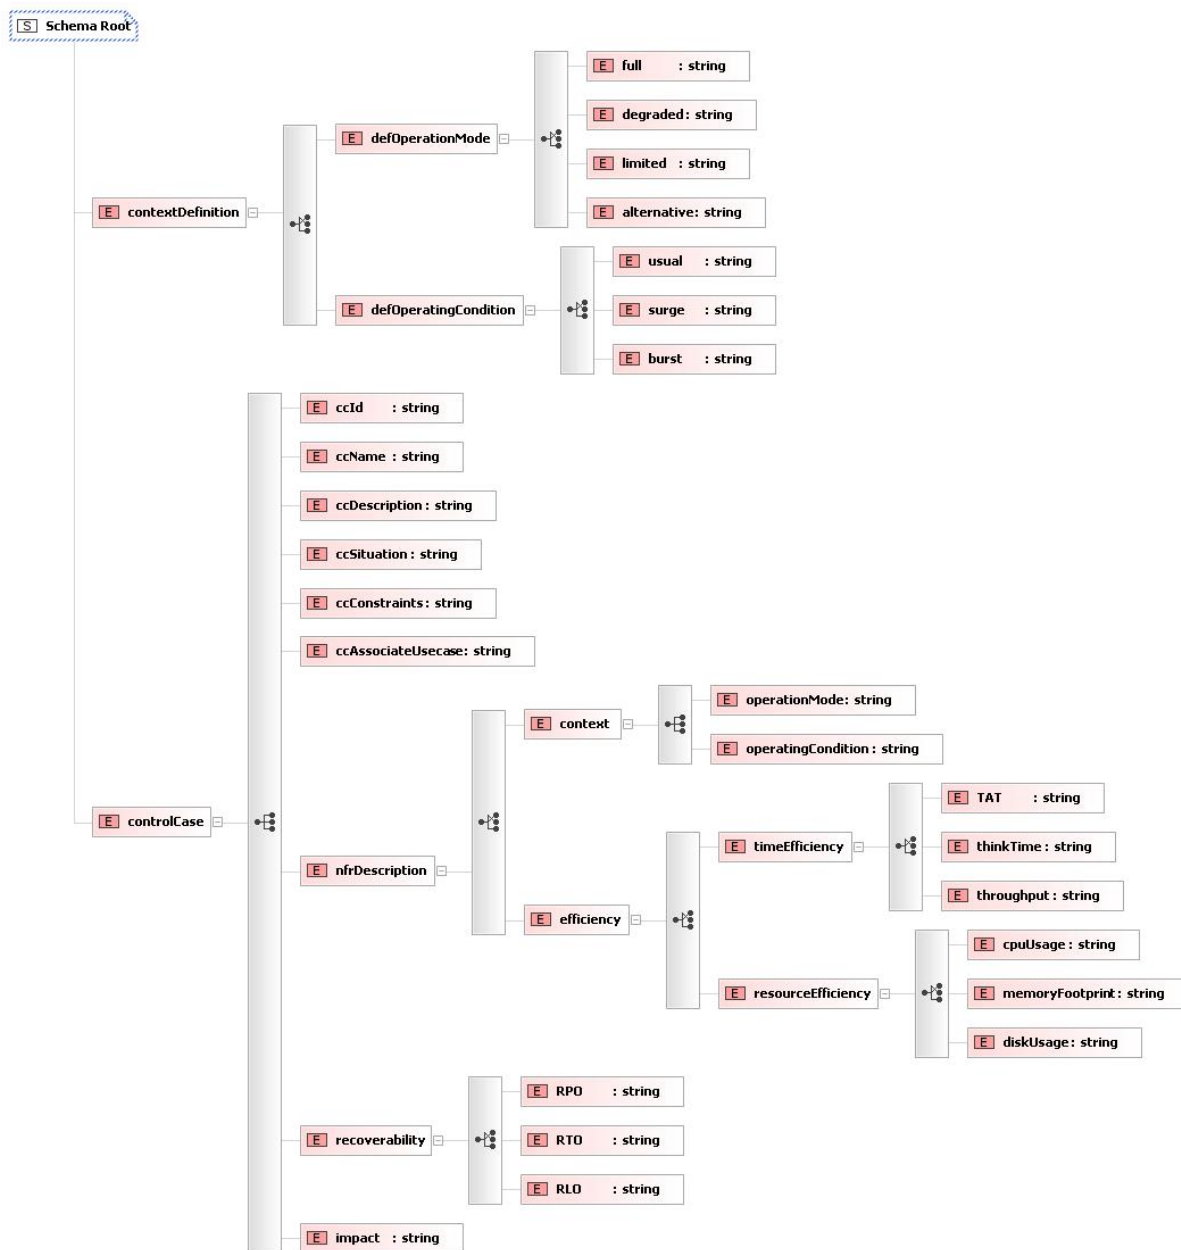 S Schema Root
E full : string
E degraded : string
E defOperationMode
E limited : string
E alternative : string
E contextDefinition
E usual : string
E defOperatingCondition
E surge : string
E burst : string
E ccId : string
E ccName : string
E ccDescription : string
E ccSituation : string
E ccConstraints : string
E ccAssociateUsecase : string
E operationMode : string
E context
E operatingCondition : string
E TAT : string
E controlCase
E timeEfficiency
E thinkTime : string
E nfrDescription
E throughput : string
E efficiency
E cpuUsage : string
E resourceEfficiency
E memoryFootprint : string
E diskUsage : string
E RPO : string
E recoverability
E RTO : string
E RLO : string
E impact : string